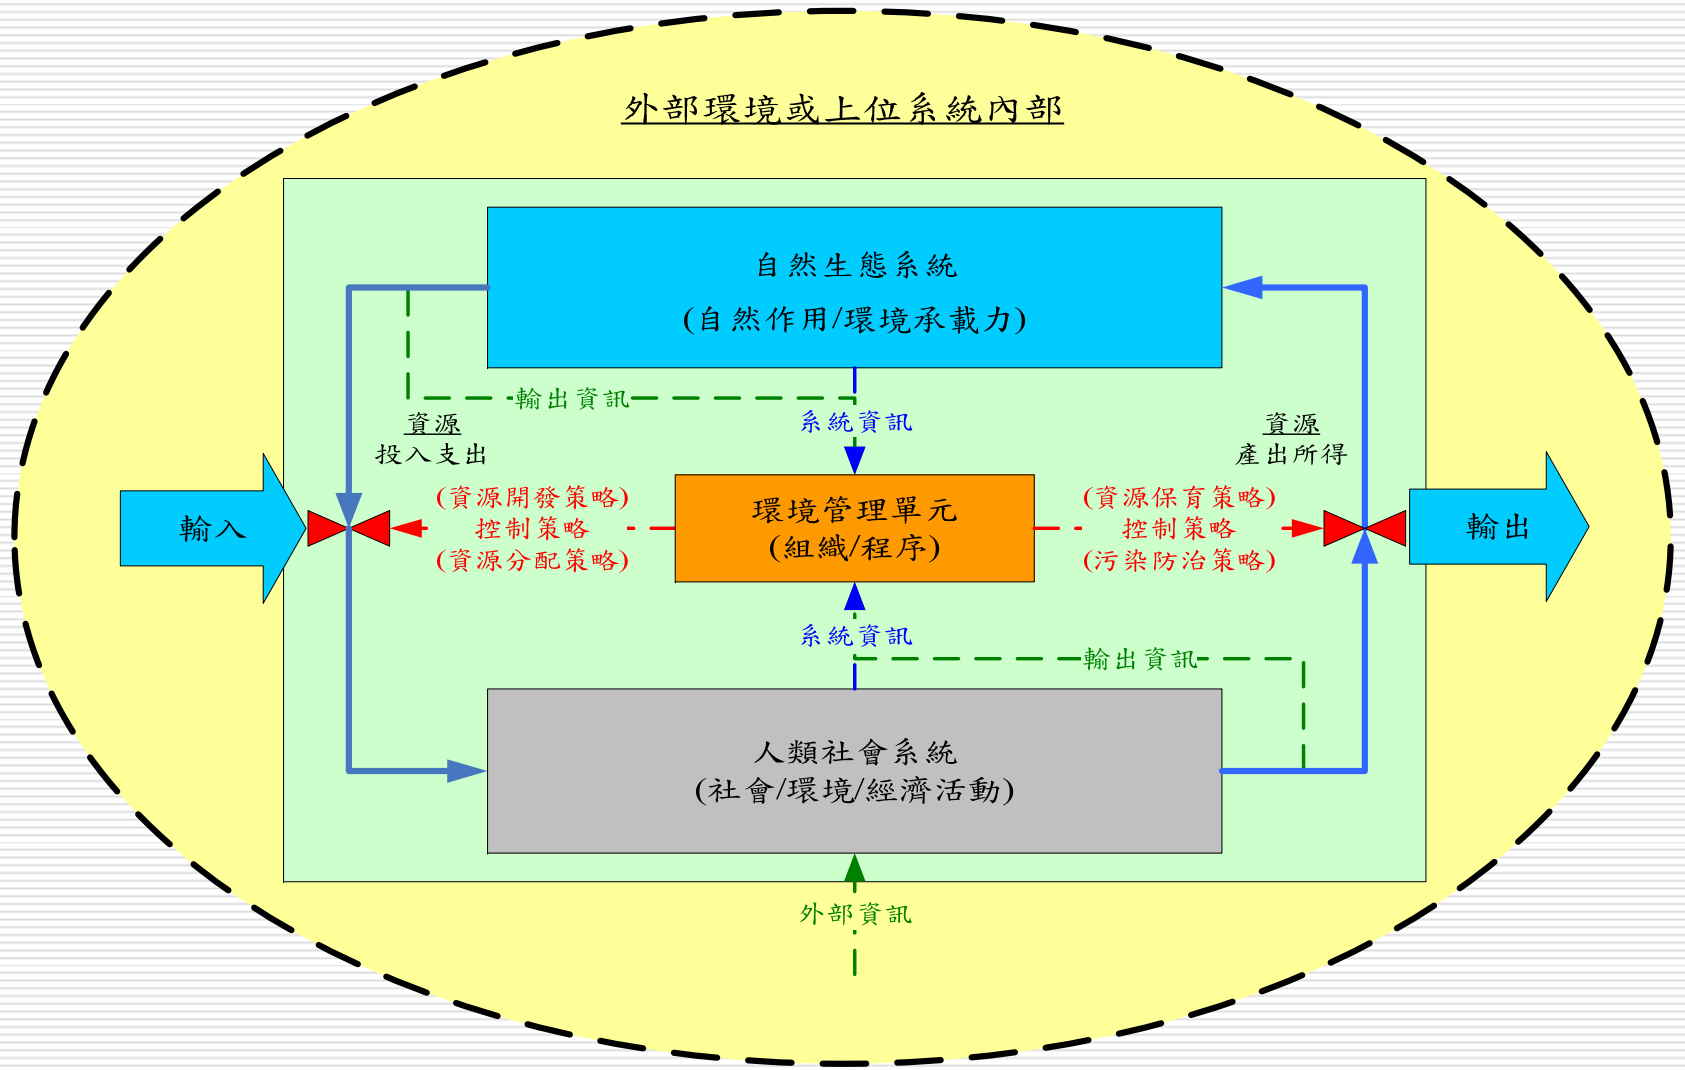 外部環境或上位系統內部
自然生態系統
(自然作用/環境承載力)
輸出資訊
系統資訊
資源
投入支出
資源
產出所得
輸入
(資源開發策略)
控制策略
(資源分配策略)
環境管理單元
(組織/程序)
(資源保育策略)
控制策略
(污染防治策略)
輸出
系統資訊
輸出資訊
人類社會系統
(社會/環境/經濟活動)
外部資訊